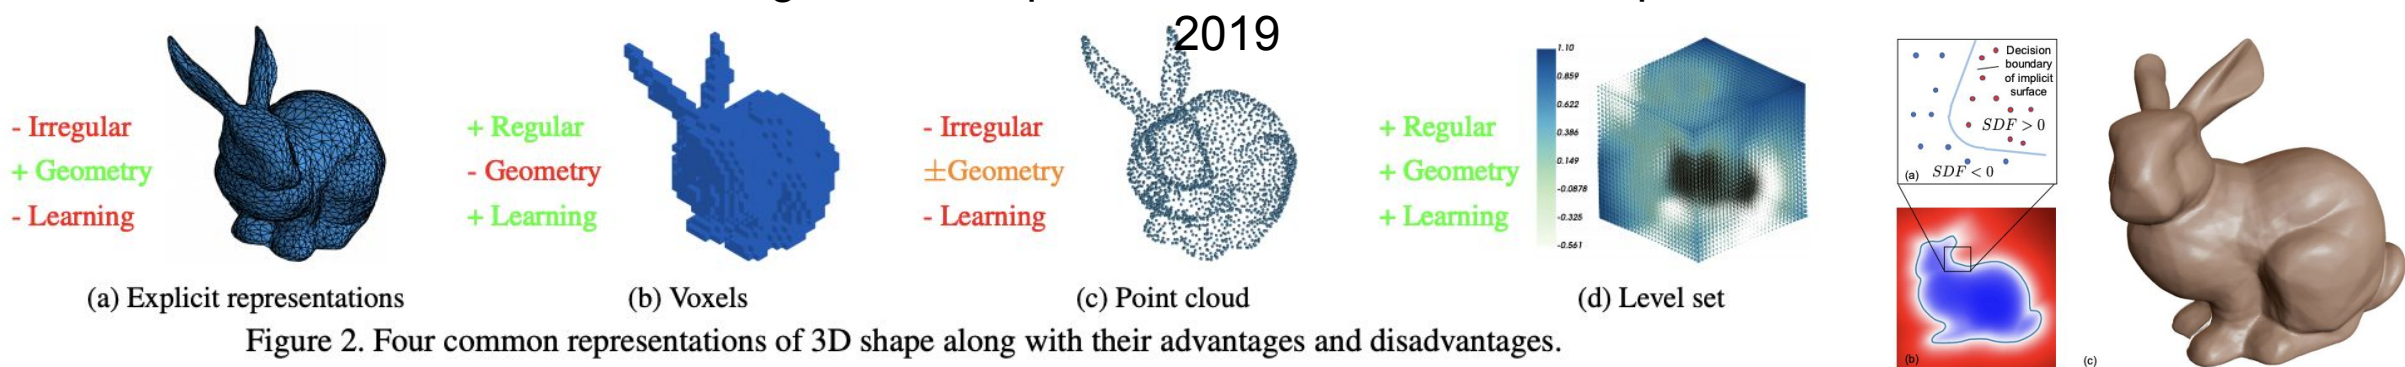 2019
- Irregular
+ Geometry
- Learning
+ Regular
- Geometry
+ Learning
- Irregular
±Geometry
- Learning
+ Regular
+ Geometry
+ Learning
1.10
0.859
0.622
0.386
0.149
-0.0878
-0.325
-0.561
(a) Explicit representations
(b) Voxels
(c) Point cloud
(d) Level set
Figure 2. Four common representations of 3D shape along with their advantages and disadvantages.
Decision
boundary
of implicit
surface
SDF > 0
(a) SDF < 0
(b)
(c)